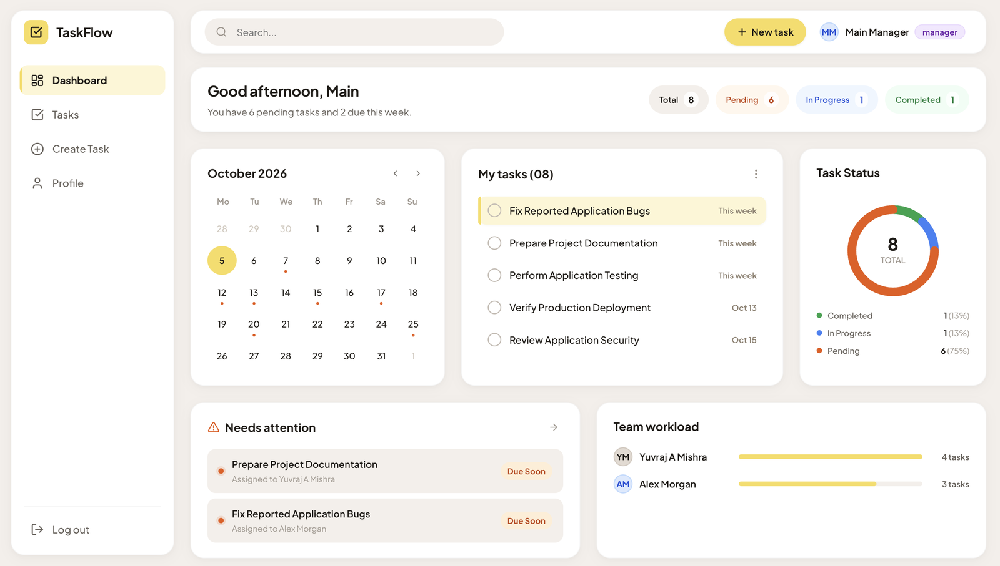 TaskFlow
Dashboard
Tasks
Create Task
Profile
Log out
Search...
+ New task
MM Main Manager manager
Good afternoon, Main
You have 6 pending tasks and 2 due this week.
Total 8
Pending 6
In Progress 1
Completed 1
October 2026
Mo Tu We Th Fr Sa Su
28 29 30 1 2 3 4
5 6 7 8 9 10 11
12 13 14 15 16 17 18
19 20 21 22 23 24 25
26 27 28 29 30 31 1
My tasks (08)
Fix Reported Application Bugs This week
Prepare Project Documentation This week
Perform Application Testing This week
Verify Production Deployment Oct 13
Review Application Security Oct 15
Task Status
8
TOTAL
Completed 1 (13%)
In Progress 1 (13%)
Pending 6 (75%)
Needs attention
Prepare Project Documentation
Assigned to Yuvraj A Mishra
Due Soon
Fix Reported Application Bugs
Assigned to Alex Morgan
Due Soon
Team workload
YM Yuvraj A Mishra 4 tasks
AM Alex Morgan 3 tasks